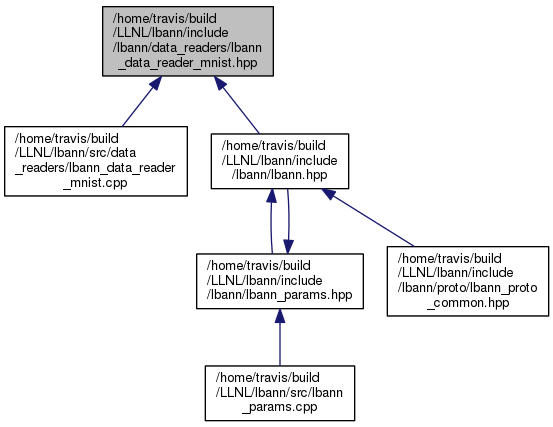 /home/travis/build
/LLNL/lbann/include
/lbann/data_readers/lbann
_data_reader_mnist.hpp
/home/travis/build
/LLNL/lbann/src/data
_readers/lbann_data_reader
_mnist.cpp
/home/travis/build
/LLNL/lbann/include
/lbann/lbann.hpp
/home/travis/build
/LLNL/lbann/include
/lbann/lbann_params.hpp
/home/travis/build
/LLNL/lbann/include
/lbann/proto/lbann_proto
_common.hpp
/home/travis/build
/LLNL/lbann/src/lbann
_params.cpp